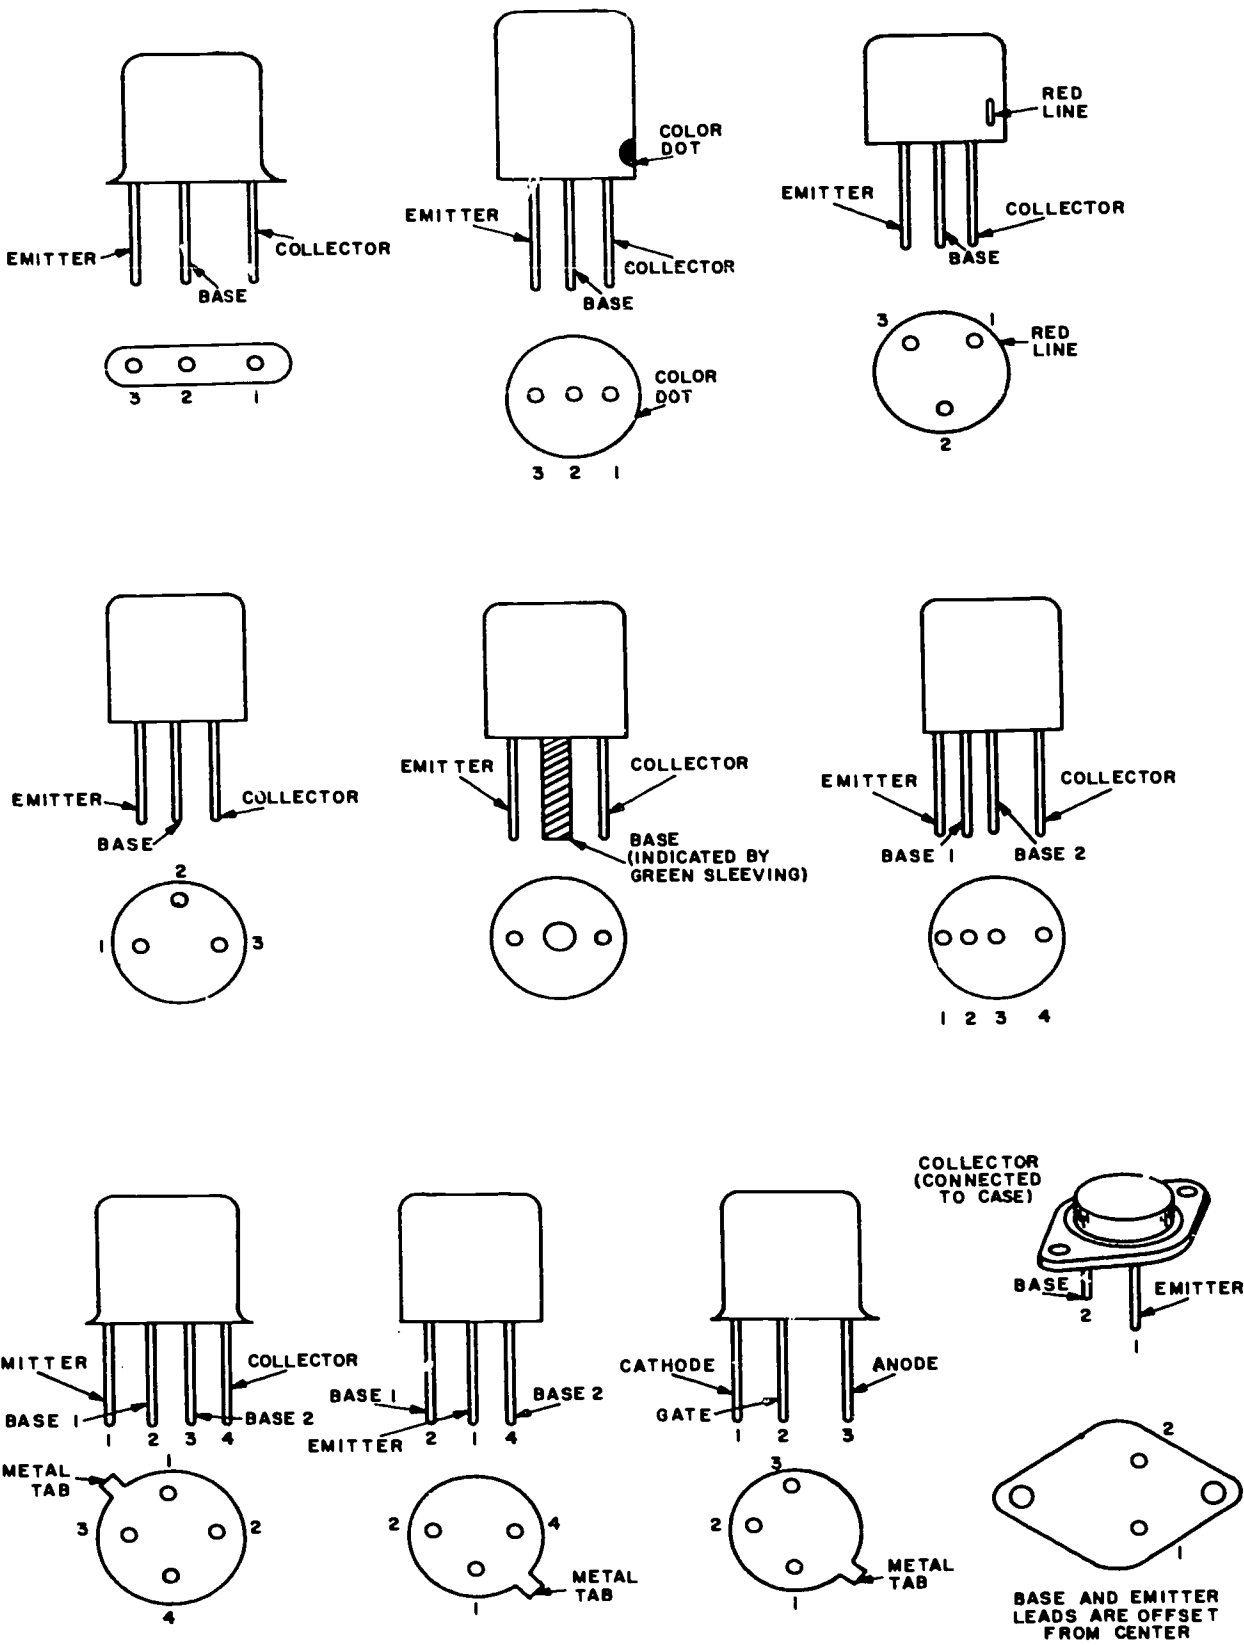 EMITTER
BASE
COLLECTOR
3 2 1
COLOR
DOT
EMITTER
COLLECTOR
BASE
COLOR
DOT
3 2 1
RED
LINE
EMITTER
COLLECTOR
BASE
3 1
RED
LINE
2
EMITTER
COLLECTOR
BASE
2
1 3
EMITTER
COLLECTOR
BASE
(INDICATED BY
GREEN SLEEVING)
EMITTER
COLLECTOR
BASE 1 BASE 2
1 2 3 4
MITTER
COLLECTOR
BASE 1
BASE 2
1 2 3 4
METAL
TAB
1
3 2
4
BASE 1
BASE 2
EMITTER
2 1 4
2 4
METAL
TAB
1
CATHODE
ANODE
GATE
1 2 3
3
2
METAL
TAB
1
COLLECTOR
(CONNECTED
TO CASE)
BASE
EMITTER
2
1
2
1
BASE AND EMITTER
LEADS ARE OFFSET
FROM CENTER